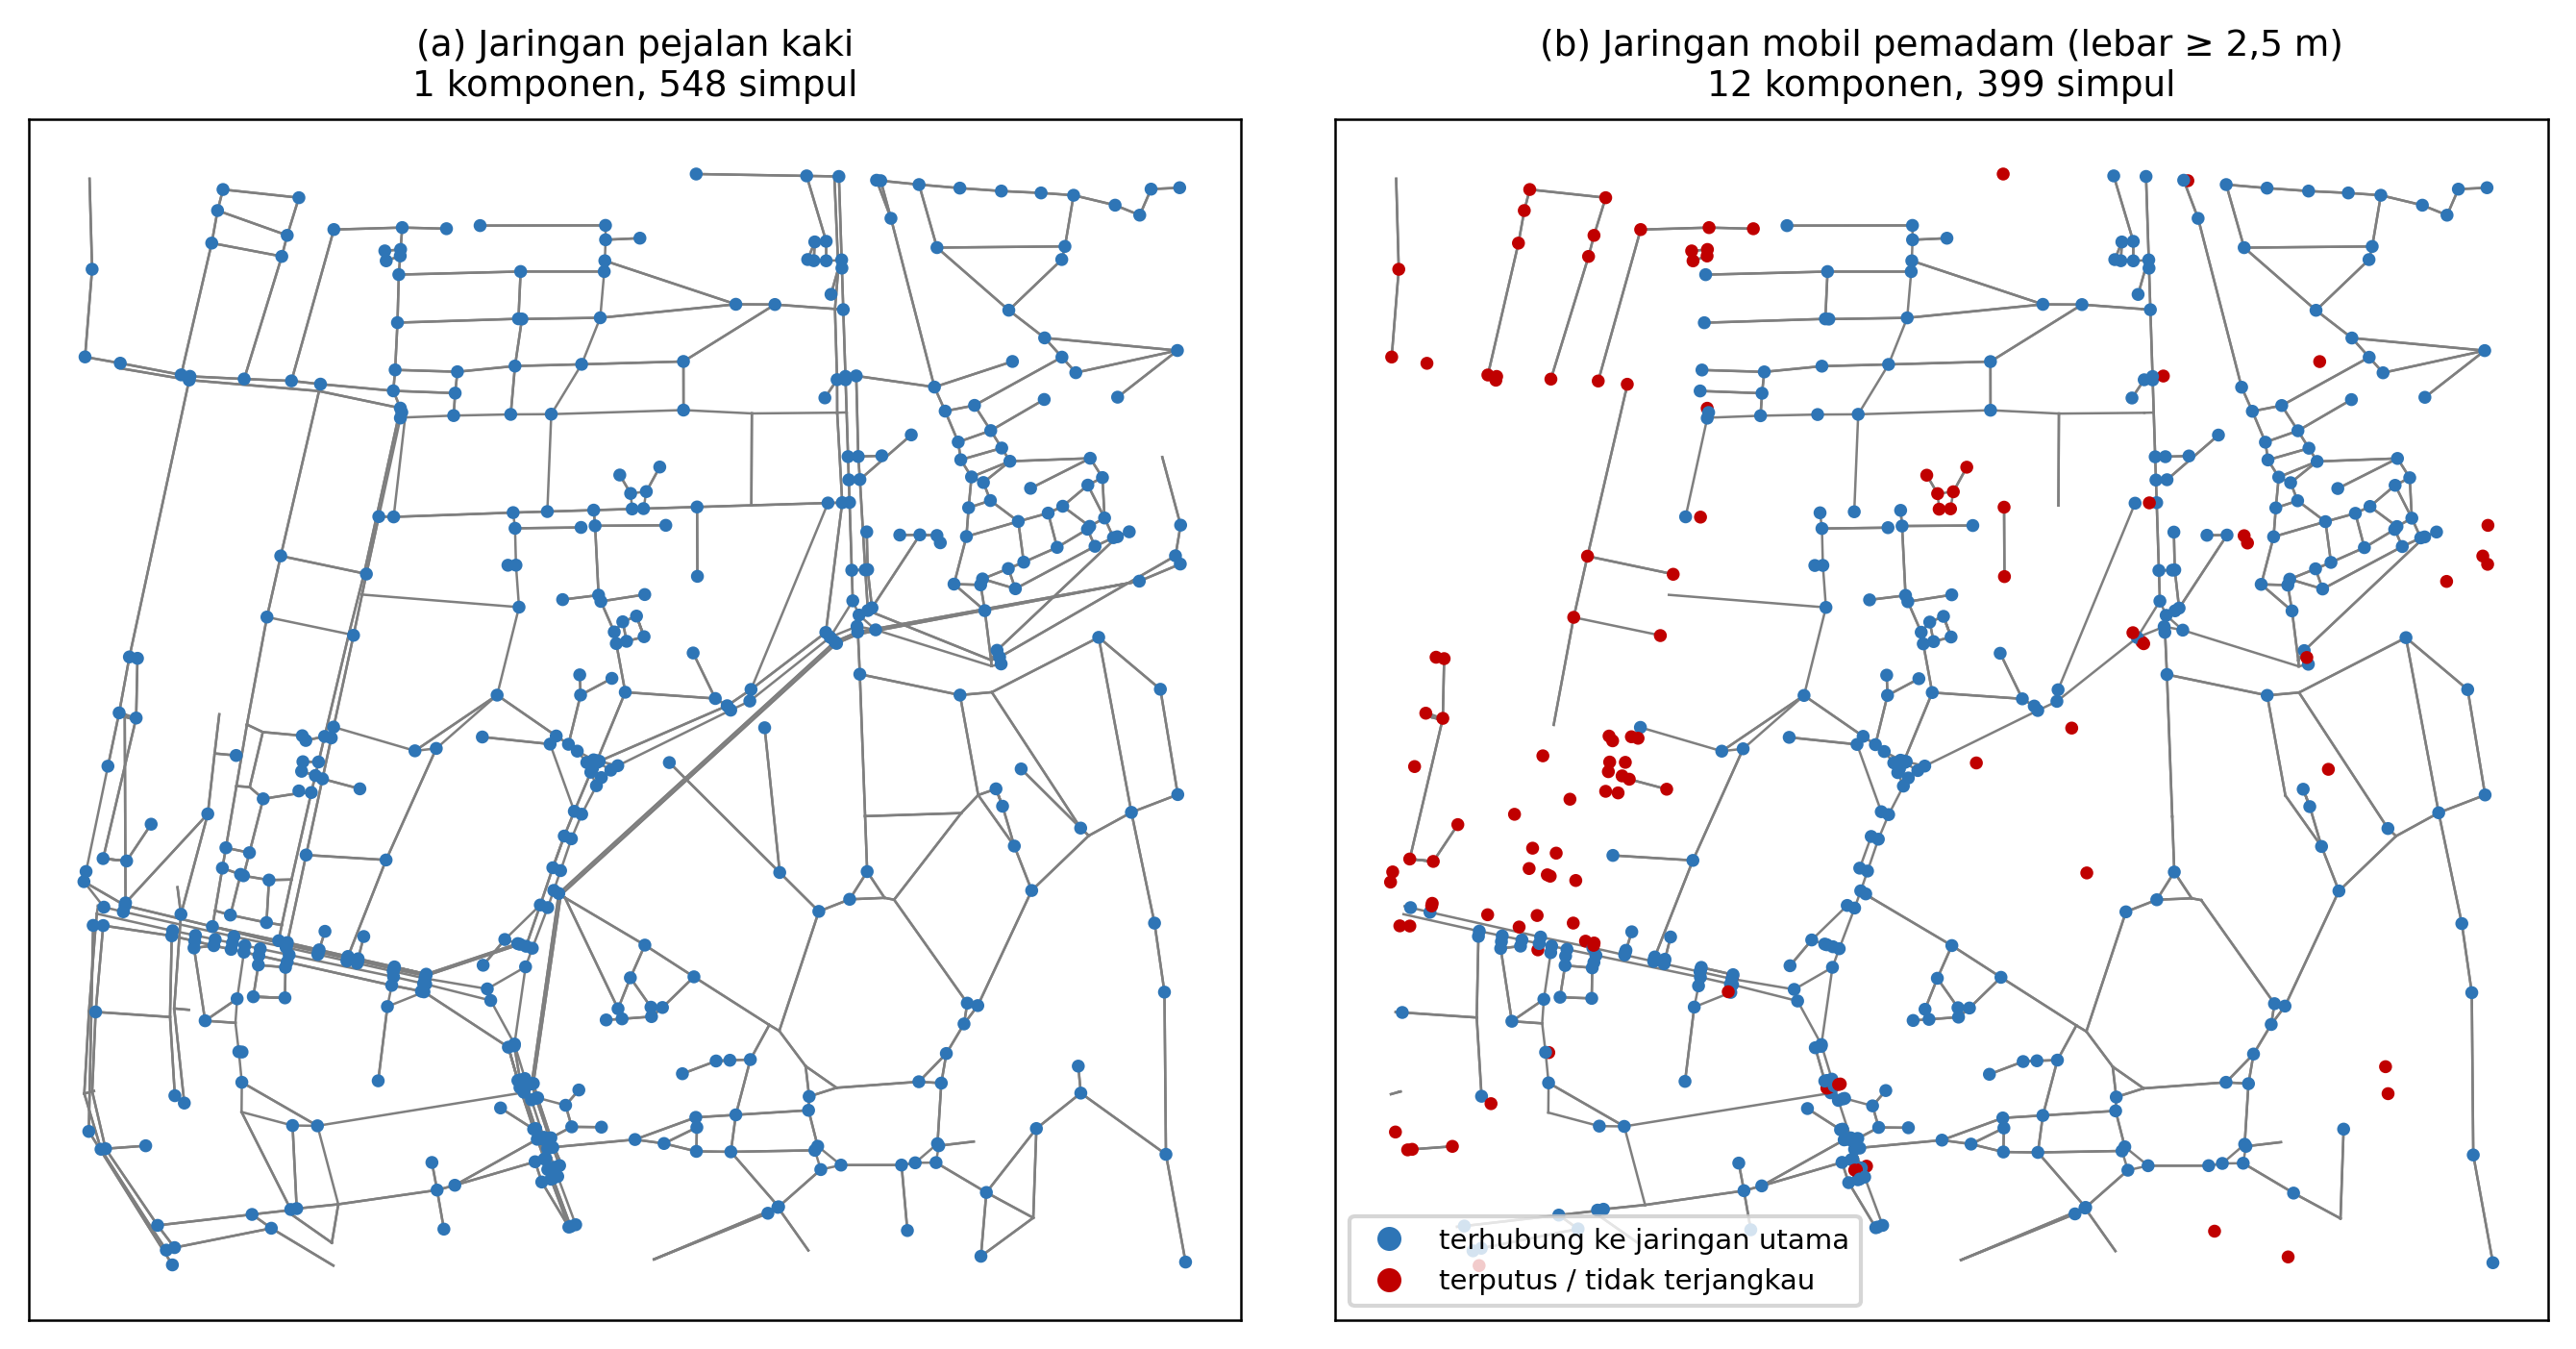 (a) Jaringan pejalan kaki
1 komponen, 548 simpul
(b) Jaringan mobil pemadam (lebar ≥ 2,5 m)
12 komponen, 399 simpul
terhubung ke jaringan utama
terputus / tidak terjangkau